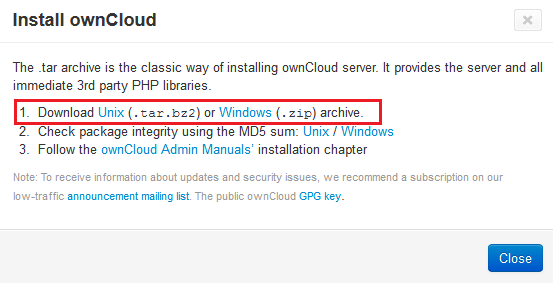 Install ownCloud
The .tar archive is the classic way of installing ownCloud server. It provides the server and all
immediate 3rd party PHP libraries.
1. Download Unix (.tar.bz2) or Windows (.zip) archive.
2. Check package integrity using the MD5 sum: Unix / Windows
3. Follow the ownCloud Admin Manuals’ installation chapter
Note: To receive information about updates and security issues, we recommend a subscription on our
low-traffic announcement mailing list. The public ownCloud GPG key.
Close